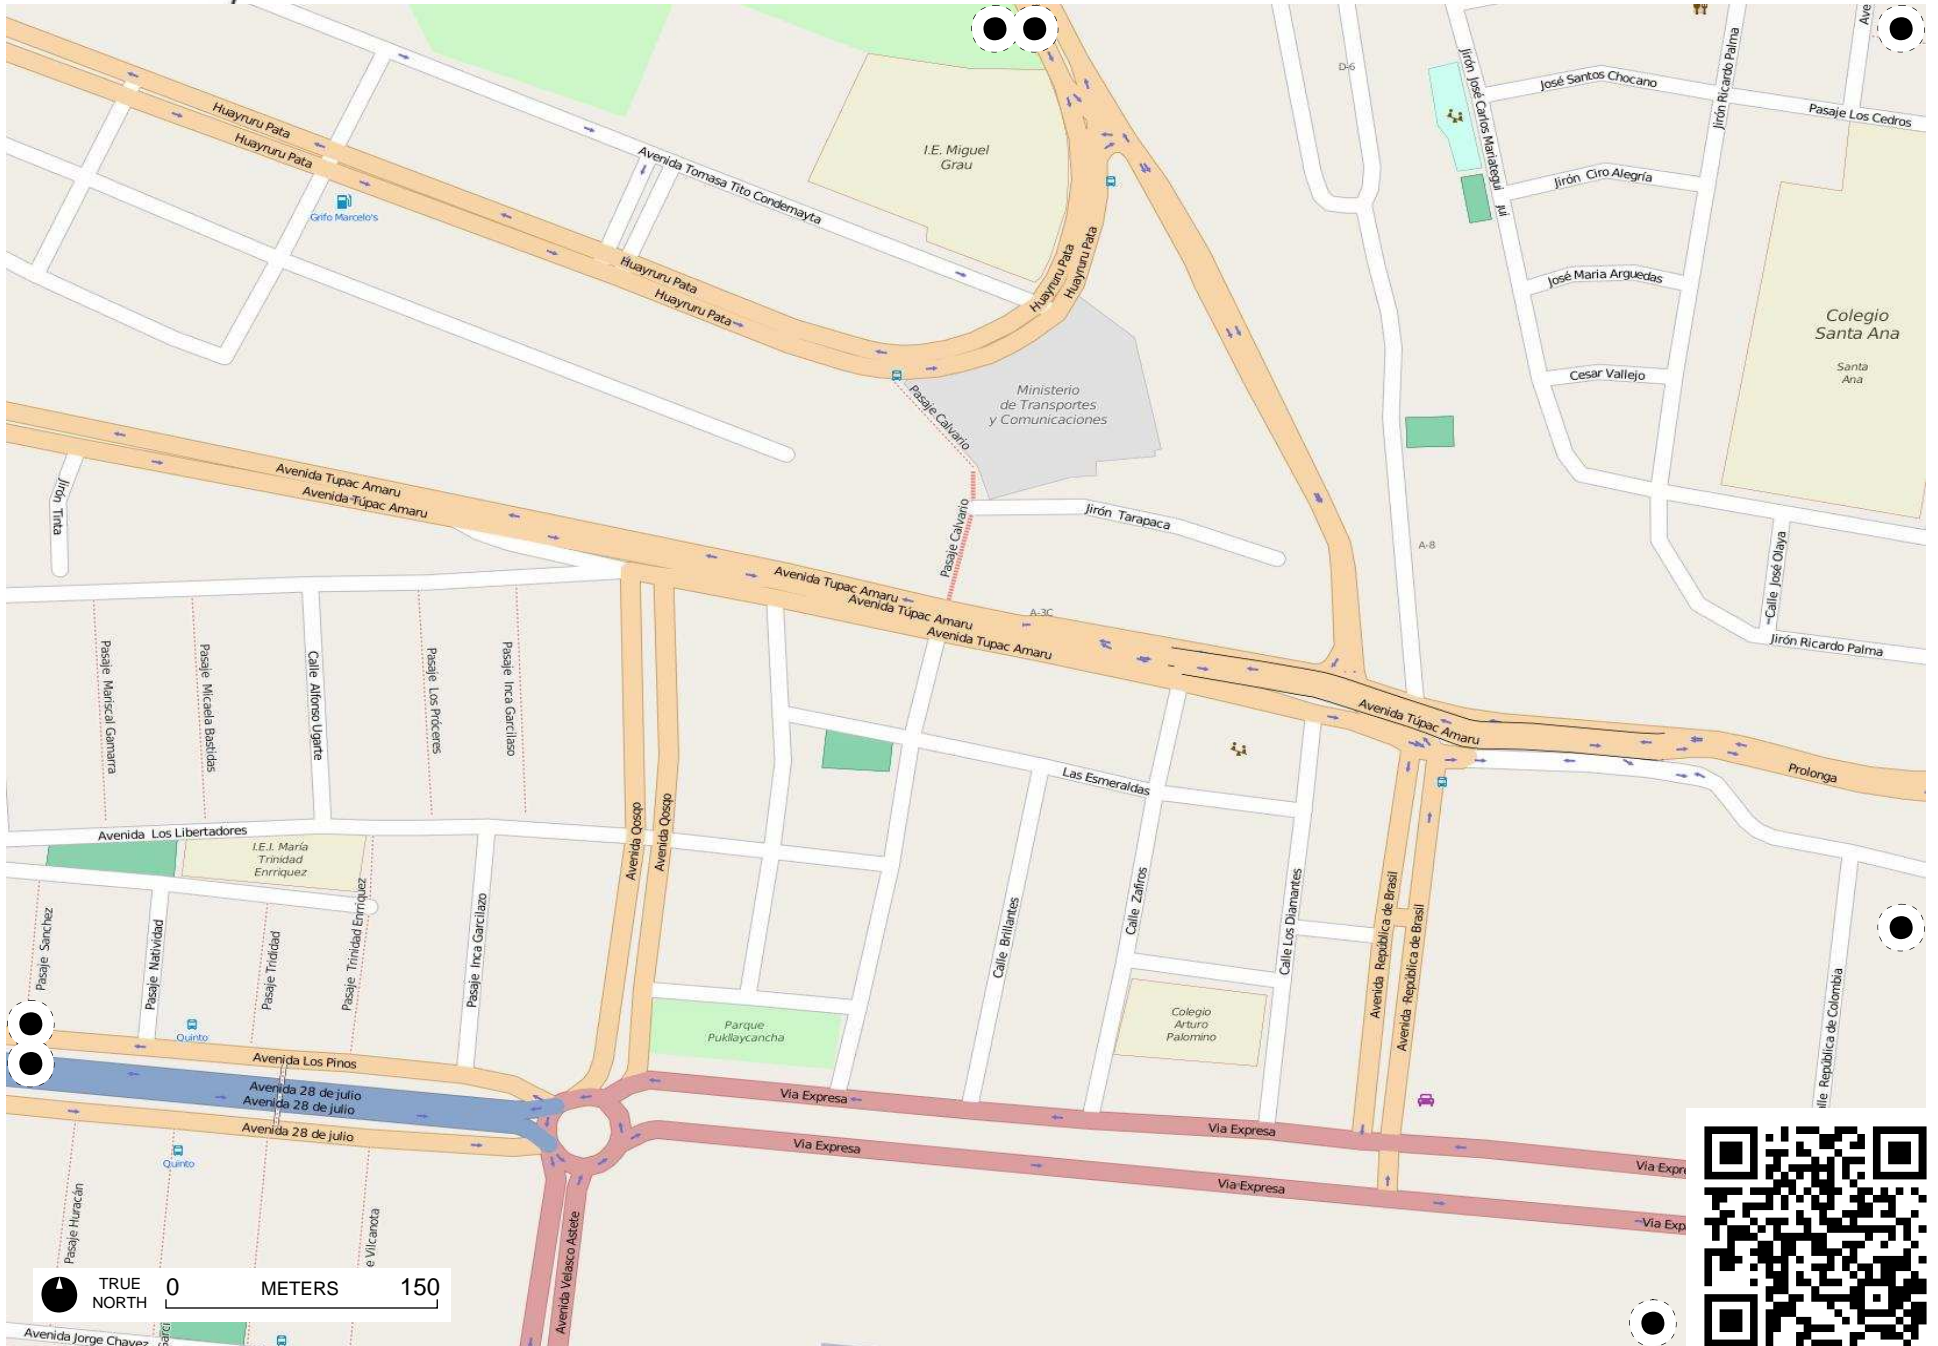 D-6
José Santos Chocano
Jirón Ricardo Palma
Pasaje Los Cedros
Jirón José Carlos Mariategui
Huayruru Pata
Huayruru Pata
Avenida Tomasa Tito Condemayta
I.E. Miguel
Grau
Jirón Ciro Alegría
Grifo Marcelo's
Huayruru Pata
Huayruru Pata
Huayruru Pata
Huayruru Pata
José Maria Arguedas
Colegio
Santa Ana
Santa
Ana
Cesar Vallejo
Ministerio
de Transportes
y Comunicaciones
Pasaje Calvario
Avenida Tupac Amaru
Avenida Túpac Amaru
Jirón Tinta
Pasaje Calvario
Jirón Tarapaca
A-8
Calle José Olaya
Avenida Tupac Amaru
Avenida Túpac Amaru
Avenida Tupac Amaru
A-3C
Jirón Ricardo Palma
Pasaje Mariscal Gamarra
Pasaje Micaela Bastidas
Calle Alfonso Ugarte
Pasaje Los Próceres
Pasaje Inca Garcilaso
Avenida Túpac Amaru
Prolonga
Las Esmeraldas
Avenida Los Libertadores
Avenida Qosqo
Avenida Qosqo
I.E.I. María
Trinidad
Enrriquez
Pasaje Sanchez
Pasaje Natividad
Pasaje Trididad
Pasaje Trinidad Enrriquez
Pasaje Inca Garcilazo
Calle Brillantes
Calle Zafiros
Calle Los Diamantes
Avenida República de Brasil
Avenida República de Brasil
lle República de Colombia
Quinto
Parque
Pukllaycancha
Colegio
Arturo
Palomino
Avenida Los Pinos
Avenida 28 de julio
Avenida 28 de julio
Avenida 28 de julio
Via Expresa
Via Expresa
Via Expresa
Via Expresa
Via Expre
Via Exp
Quinto
Pasaje Huracán
e Vilcanota
Avenida Velasco Astete
TRUE
NORTH
0 METERS 150
Avenida Jorge Chavez